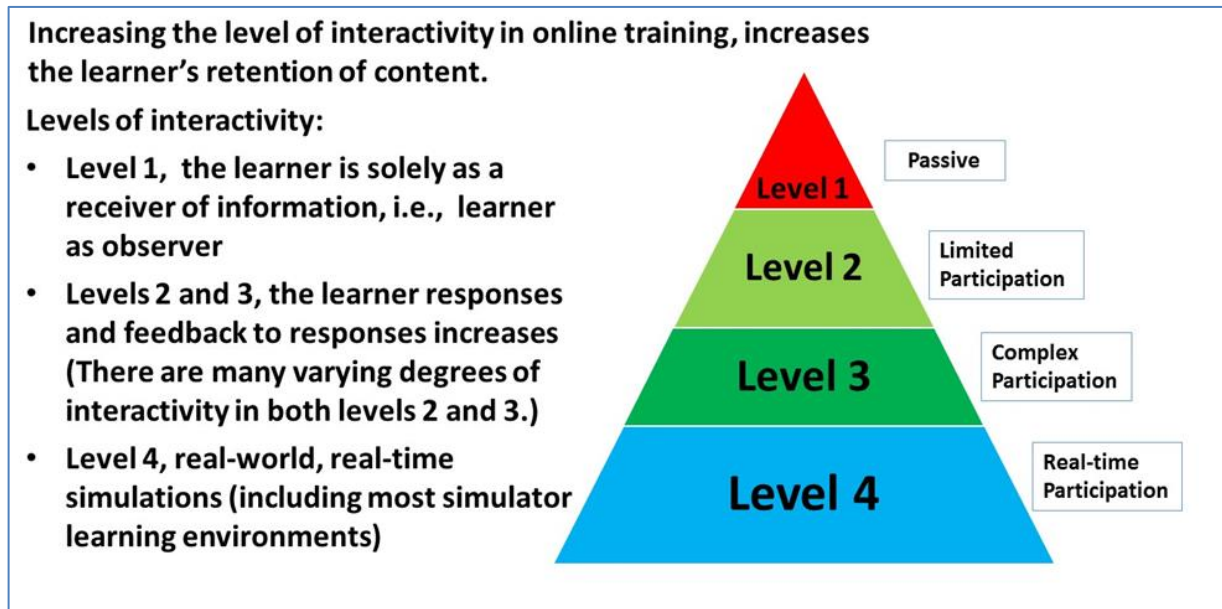 Increasing the level of interactivity in online training, increases
the learner's retention of content.
Levels of interactivity:
• Level 1, the learner is solely as a
receiver of information, i.e., learner
as observer
• Levels 2 and 3, the learner responses
and feedback to responses increases
(There are many varying degrees of
interactivity in both levels 2 and 3.)
• Level 4, real-world, real-time
simulations (including most simulator
learning environments)
Level 1
Passive
Level 2
Limited
Participation
Level 3
Complex
Participation
Level 4
Real-time
Participation